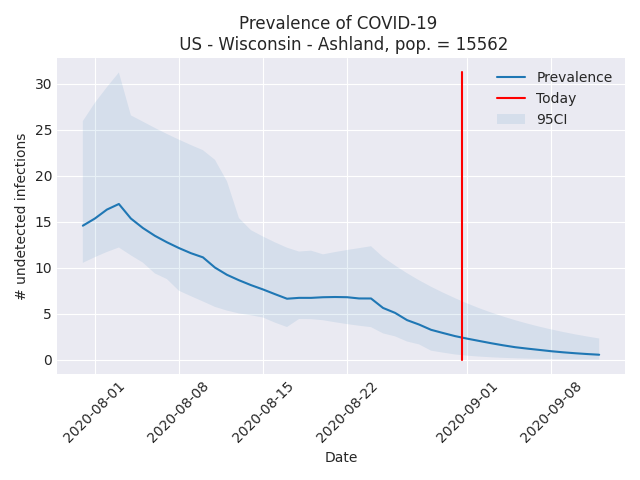 Prevalence of COVID-19
US - Wisconsin - Ashland, pop. = 15562
Prevalence
Today
95CI
# undetected infections
30
25
20
15
10
5
0
2020-08-01
2020-08-08
2020-08-15
2020-08-22
2020-09-01
2020-09-08
Date